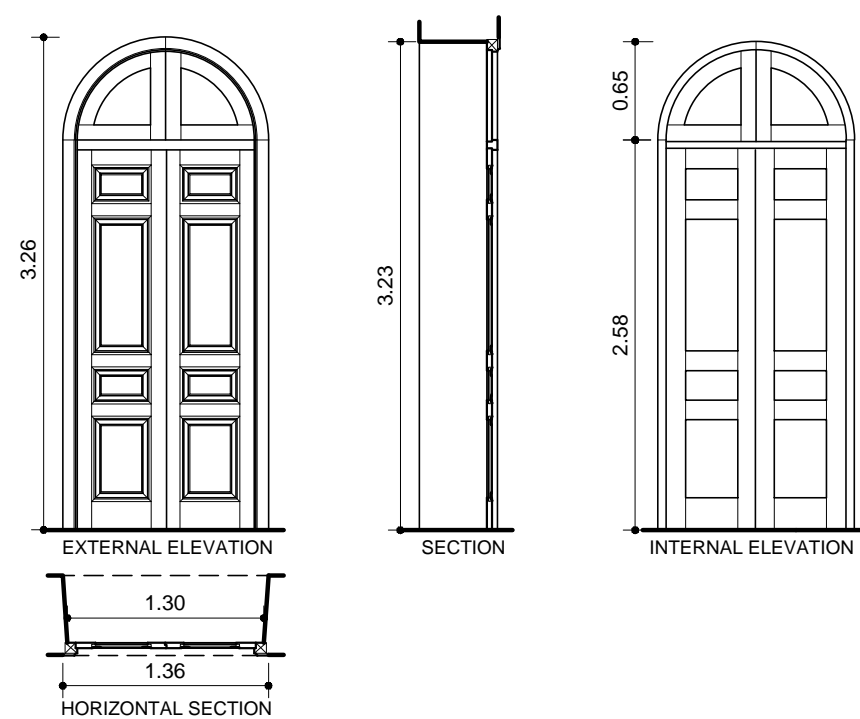 3.26
EXTERNAL ELEVATION
3.23
SECTION
0.65
2.58
INTERNAL ELEVATION
1.30
1.36
HORIZONTAL SECTION